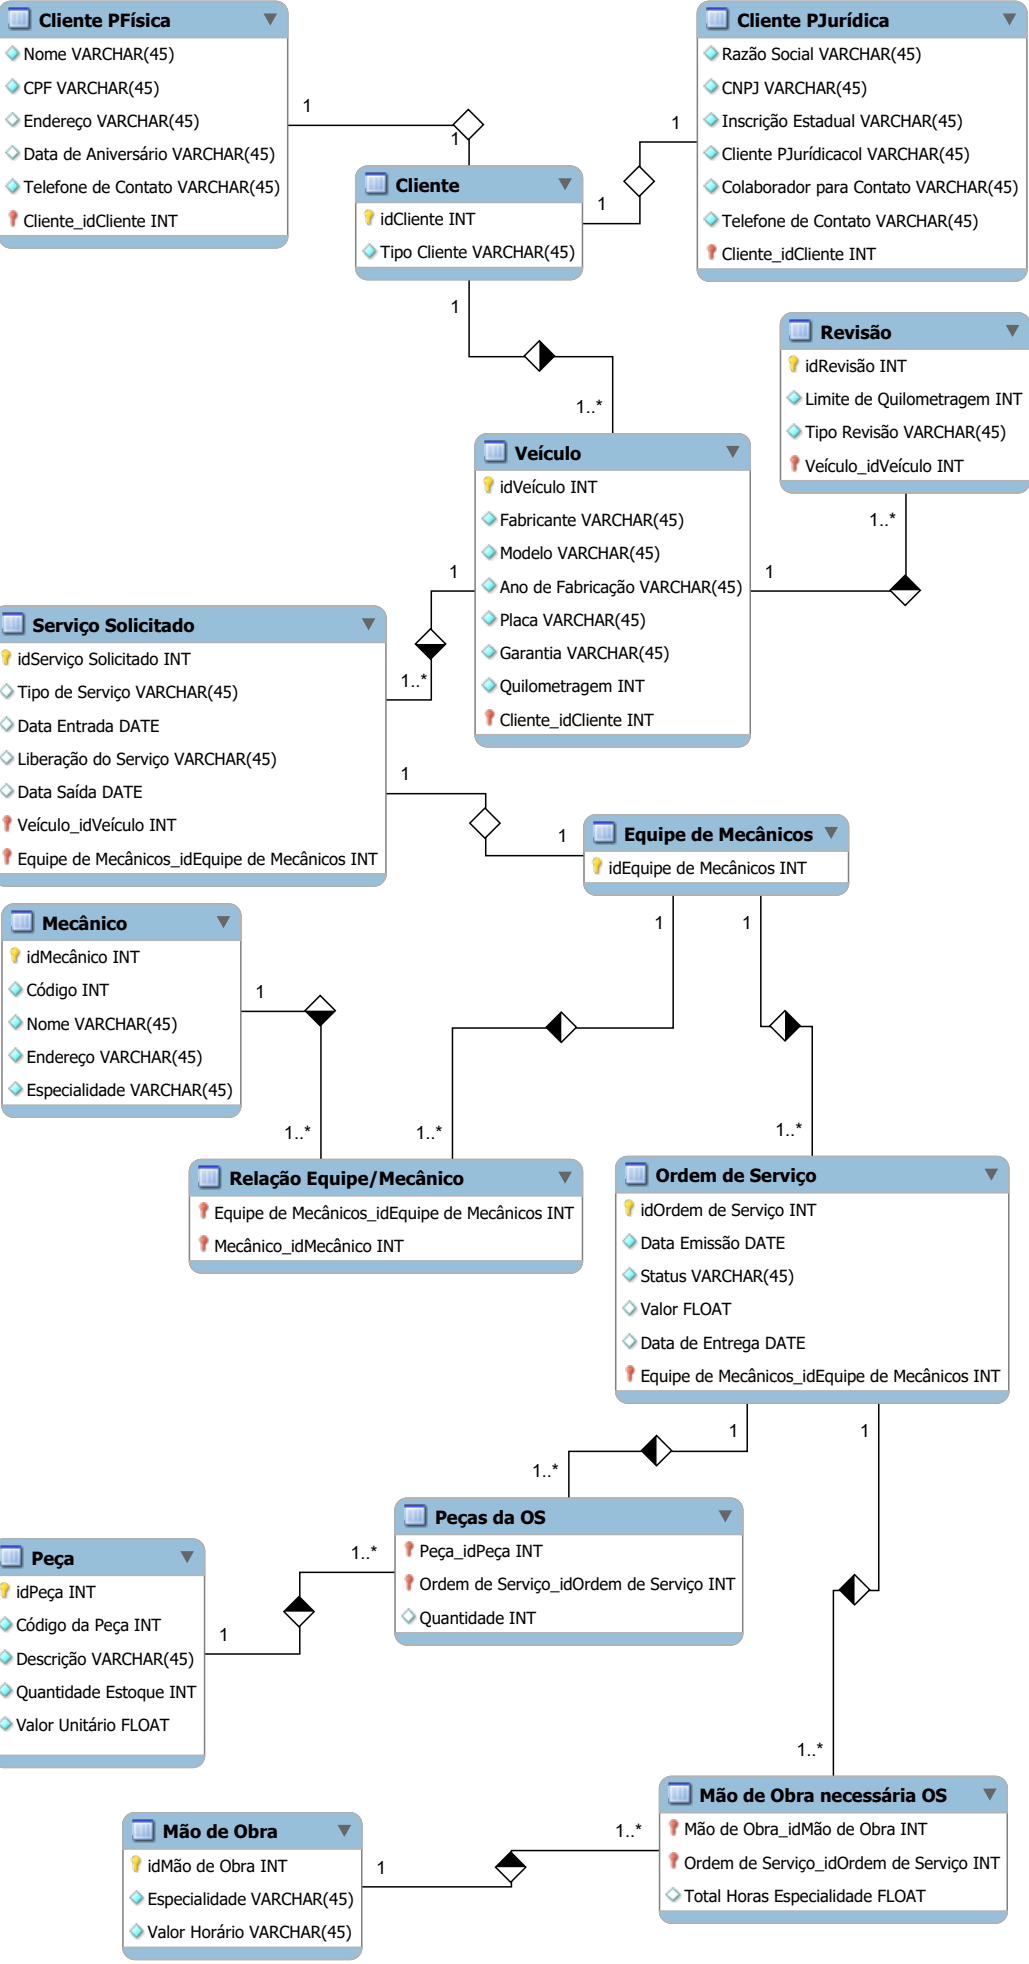 Cliente PFísica
Nome VARCHAR(45)
CPF VARCHAR(45)
Endereço VARCHAR(45)
Data de Aniversário VARCHAR(45)
Telefone de Contato VARCHAR(45)
Cliente_idCliente INT
Cliente PJurídica
Razão Social VARCHAR(45)
CNPJ VARCHAR(45)
Inscrição Estadual VARCHAR(45)
Cliente PJurídicacol VARCHAR(45)
Colaborador para Contato VARCHAR(45)
Telefone de Contato VARCHAR(45)
Cliente_idCliente INT
1
1
1
1
Cliente
idCliente INT
Tipo Cliente VARCHAR(45)
1
1..*
Revisão
idRevisão INT
Limite de Quilometragem INT
Tipo Revisão VARCHAR(45)
Veículo_idVeículo INT
1..*
1
Veículo
idVeículo INT
Fabricante VARCHAR(45)
Modelo VARCHAR(45)
Ano de Fabricação VARCHAR(45)
Placa VARCHAR(45)
Garantia VARCHAR(45)
Quilometragem INT
Cliente_idCliente INT
1
1..*
Serviço Solicitado
idServiço Solicitado INT
Tipo de Serviço VARCHAR(45)
Data Entrada DATE
Liberação do Serviço VARCHAR(45)
Data Saída DATE
Veículo_idVeículo INT
Equipe de Mecânicos_idEquipe de Mecânicos INT
1
1
Equipe de Mecânicos
idEquipe de Mecânicos INT
1
1
Mecânico
idMecânico INT
Código INT
Nome VARCHAR(45)
Endereço VARCHAR(45)
Especialidade VARCHAR(45)
1
1..*
1..*
1..*
Relação Equipe/Mecânico
Equipe de Mecânicos_idEquipe de Mecânicos INT
Mecânico_idMecânico INT
Ordem de Serviço
idOrdem de Serviço INT
Data Emissão DATE
Status VARCHAR(45)
Valor FLOAT
Data de Entrega DATE
Equipe de Mecânicos_idEquipe de Mecânicos INT
1
1
1..*
Peças da OS
Peça_idPeça INT
Ordem de Serviço_idOrdem de Serviço INT
Quantidade INT
1..*
1
Peça
idPeça INT
Código da Peça INT
Descrição VARCHAR(45)
Quantidade Estoque INT
Valor Unitário FLOAT
1..*
Mão de Obra necessária OS
Mão de Obra_idMão de Obra INT
Ordem de Serviço_idOrdem de Serviço INT
Total Horas Especialidade FLOAT
1..*
1
Mão de Obra
idMão de Obra INT
Especialidade VARCHAR(45)
Valor Horário VARCHAR(45)